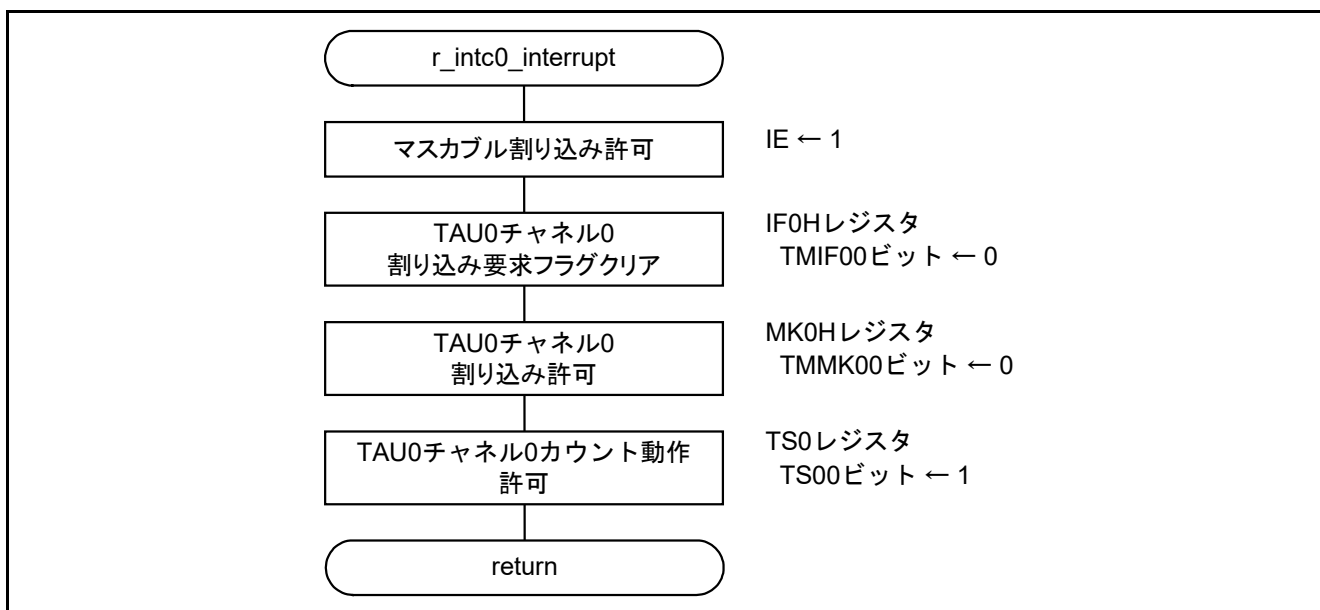 r_intc0_interrupt
マスカブル割り込み許可
IE ← 1
TAU0チャネル0
割り込み要求フラグクリア
IF0Hレジスタ
TMIF00ビット ← 0
TAU0チャネル0
割り込み許可
MK0Hレジスタ
TMMK00ビット ← 0
TAU0チャネル0カウント動作
許可
TS0レジスタ
TS00ビット ← 1
return